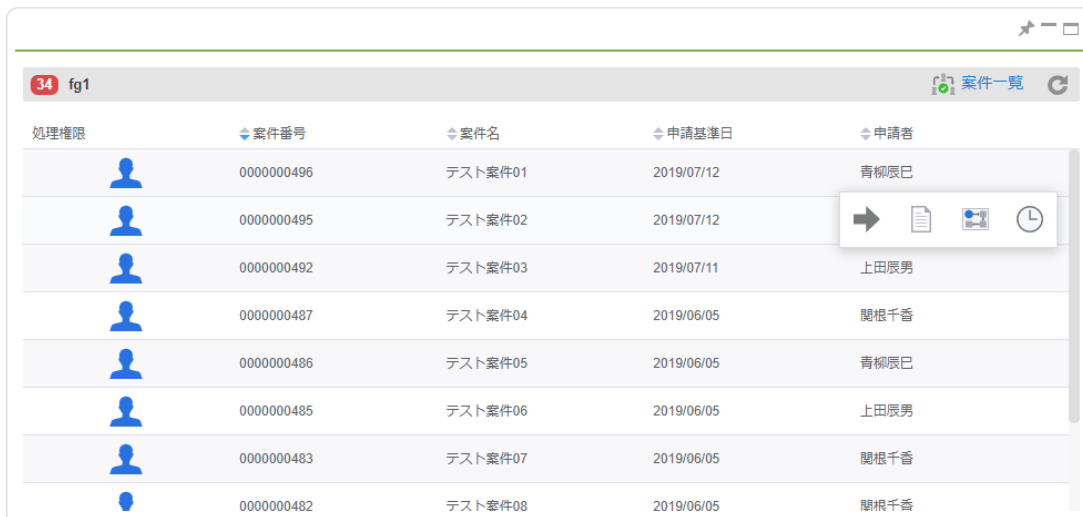 34 fg1 案件一覧
処理権限 案件番号 案件名 申請基準日 申請者
0000000496 テスト案件01 2019/07/12 青柳辰巳
0000000495 テスト案件02 2019/07/12
0000000492 テスト案件03 2019/07/11 上田辰男
0000000487 テスト案件04 2019/06/05 関根千香
0000000486 テスト案件05 2019/06/05 青柳辰巳
0000000485 テスト案件06 2019/06/05 上田辰男
0000000483 テスト案件07 2019/06/05 関根千香
0000000482 テスト案件08 2019/06/05 関根千香